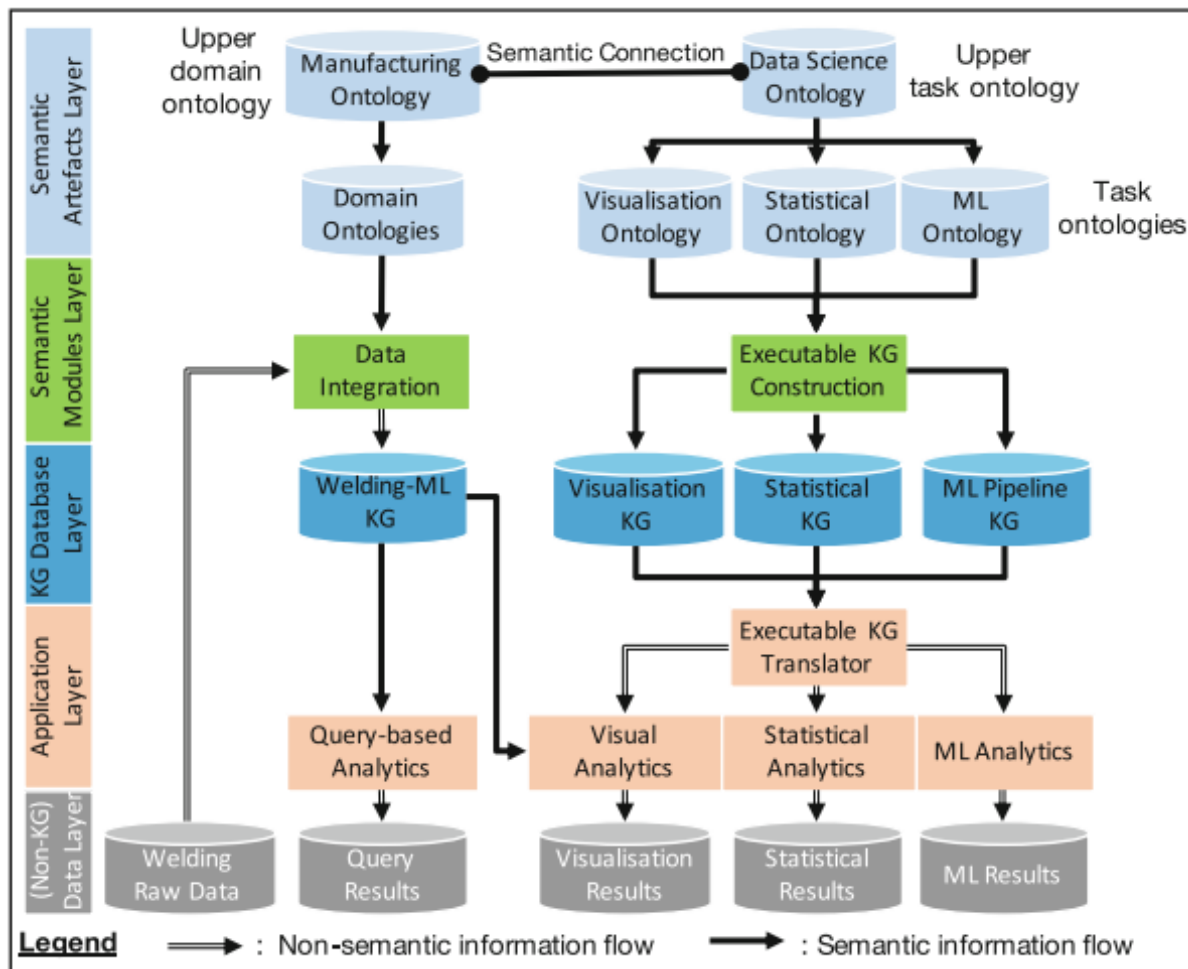 Semantic
Artefacts Layer
Semantic
Modules Layer
KG Database
Layer
Application
Layer
(Non-KG)
Data Layer
Upper
domain
ontology
Manufacturing
Ontology
Semantic Connection
Data Science
Ontology
Upper
task ontology
Domain
Ontologies
Visualisation
Ontology
Statistical
Ontology
ML
Ontology
Task
ontologies
Data
Integration
Executable KG
Construction
Welding-ML
KG
Visualisation
KG
Statistical
KG
ML Pipeline
KG
Executable KG
Translator
Query-based
Analytics
Visual
Analytics
Statistical
Analytics
ML Analytics
Welding
Raw Data
Query
Results
Visualisation
Results
Statistical
Results
ML Results
Legend
: Non-semantic information flow
: Semantic information flow